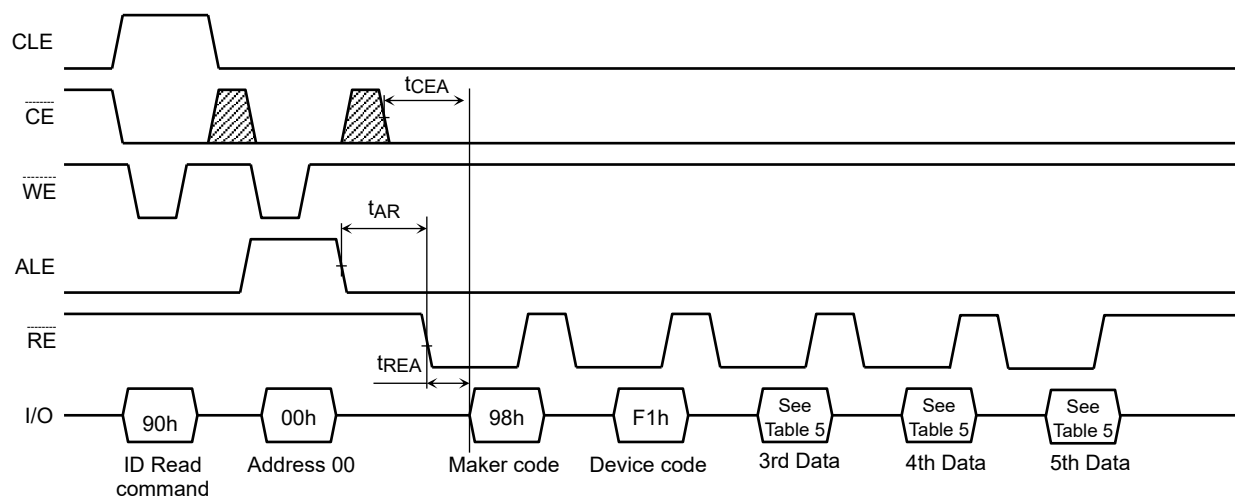 CLE
tCEA
CE
WE
tAR
ALE
RE
tREA
I/O
90h
00h
98h
F1h
See
Table 5
See
Table 5
See
Table 5
ID Read
command
Address 00
Maker code
Device code
3rd Data
4th Data
5th Data